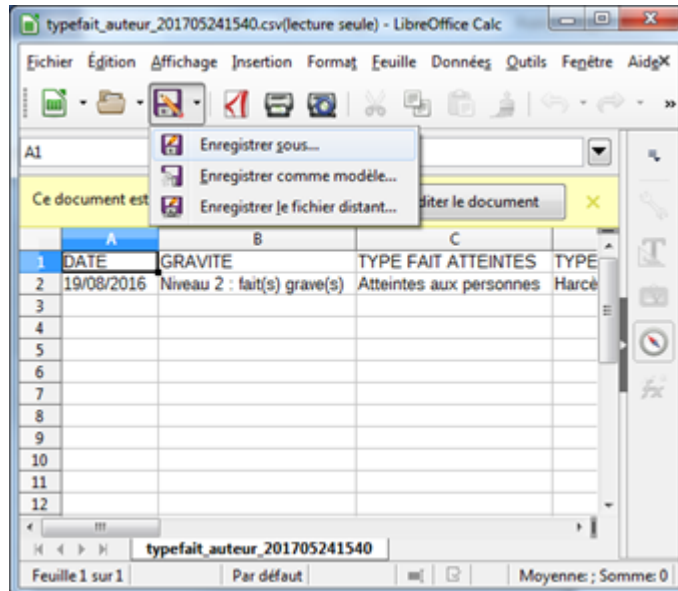 typefait_auteur_201705241540.csv(lecture seule) - LibreOffice Calc
Fichier Édition Affichage Insertion Format Feuille Données Outils Fenêtre Aide
A1
Enregistrer sous...
Enregistrer comme modèle...
Enregistrer le fichier distant...
Ce document est diter le document
A B C
1 DATE GRAVITE TYPE FAIT ATTEINTES TYPE
2 19/08/2016 Niveau 2 : fait(s) grave(s) Atteintes aux personnes Harcè
3
4
5
6
7
8
9
10
11
12
typefait_auteur_201705241540
Feuille 1 sur 1 Par défaut Moyenne: ; Somme: 0